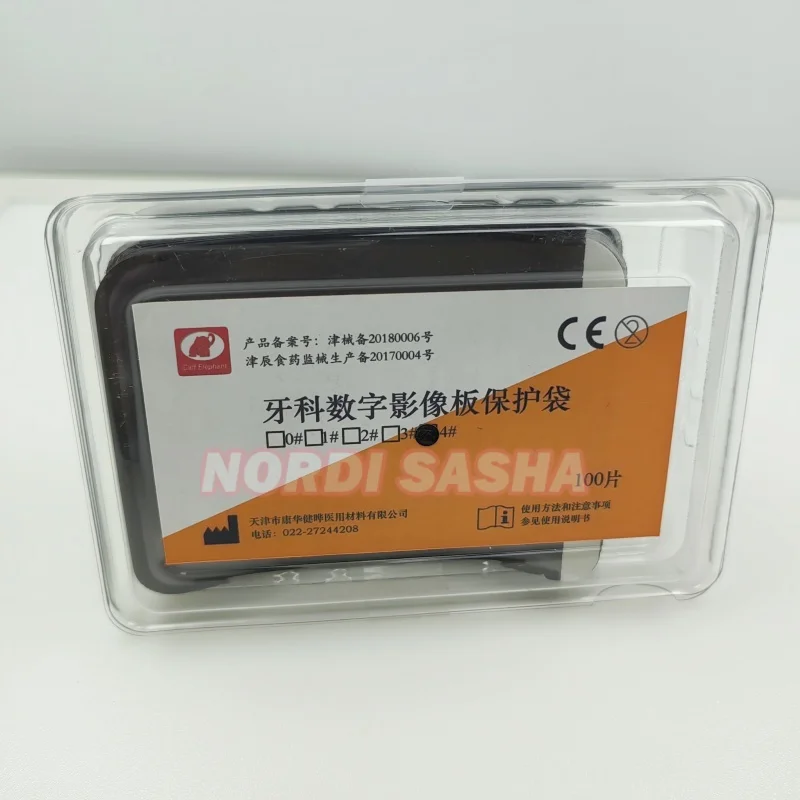 Calf Elephant
产品备案号：津械备20180006号
津辰食药监械生产备20170004号
CE
牙科数字影像板保护袋
□0#□1#□2#□3#●4#
NORDI SASHA
100片
天津市康华健晔医用材料有限公司
电话：022-27244208
使用方法和注意事项
参见使用说明书